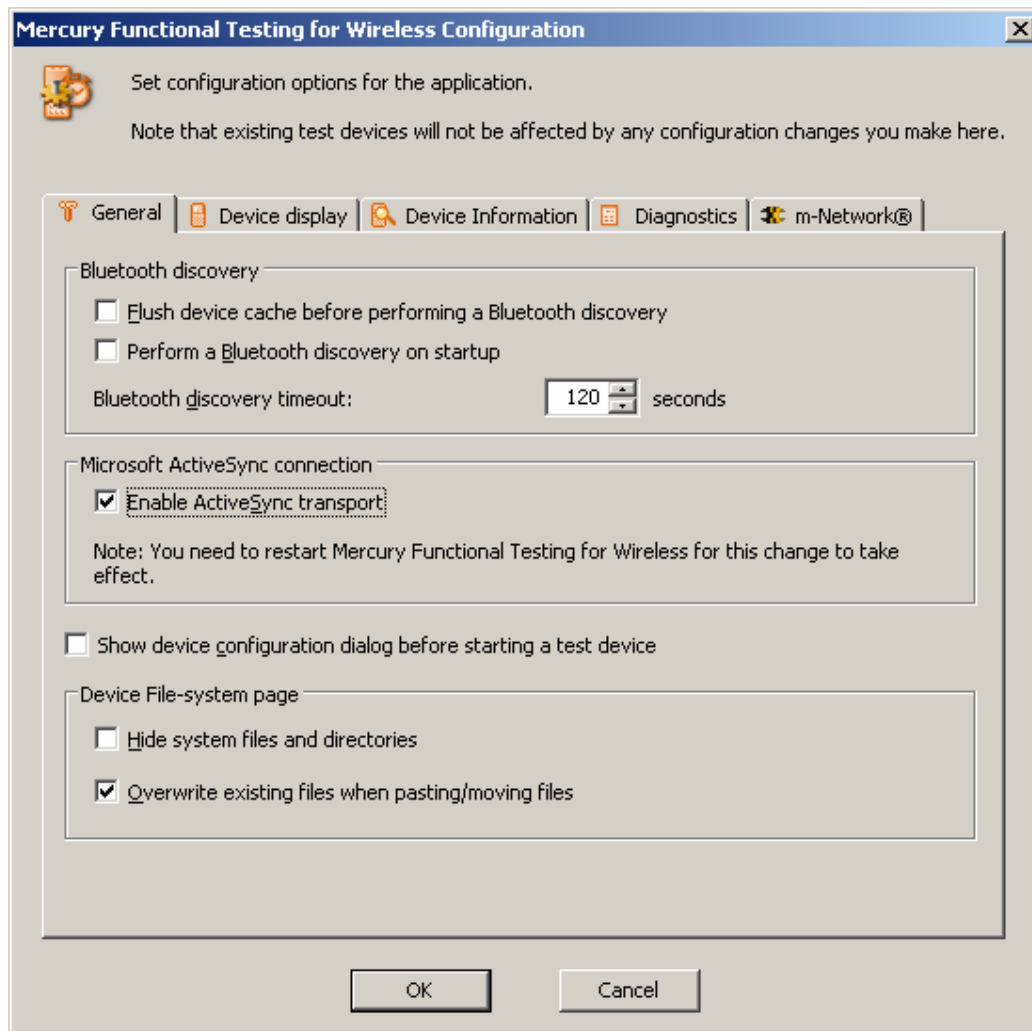 Mercury Functional Testing for Wireless Configuration
Set configuration options for the application.
Note that existing test devices will not be affected by any configuration changes you make here.
General Device display Device Information Diagnostics m-Network®
Bluetooth discovery
Flush device cache before performing a Bluetooth discovery
Perform a Bluetooth discovery on startup
Bluetooth discovery timeout: 120 seconds
Microsoft ActiveSync connection
Enable ActiveSync transport
Note: You need to restart Mercury Functional Testing for Wireless for this change to take
effect.
Show device configuration dialog before starting a test device
Device File-system page
Hide system files and directories
Overwrite existing files when pasting/moving files
OK Cancel